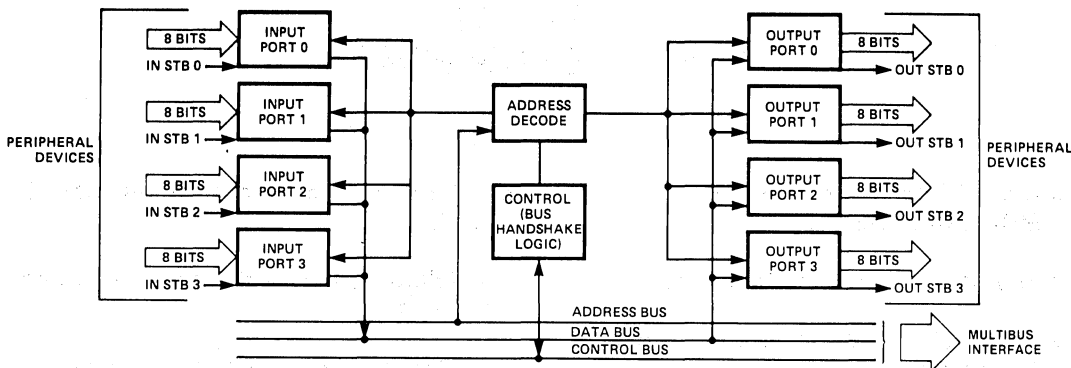 PERIPHERAL
DEVICES
8 BITS
IN STB 0
INPUT
PORT 0
8 BITS
IN STB 1
INPUT
PORT 1
8 BITS
IN STB 2
INPUT
PORT 2
8 BITS
IN STB 3
INPUT
PORT 3
ADDRESS
DECODE
CONTROL
(BUS
HANDSHAKE
LOGIC)
OUTPUT
PORT 0
8 BITS
OUT STB 0
OUTPUT
PORT 1
8 BITS
OUT STB 1
OUTPUT
PORT 2
8 BITS
OUT STB 2
OUTPUT
PORT 3
8 BITS
OUT STB 3
PERIPHERAL
DEVICES
ADDRESS BUS
DATA BUS
CONTROL BUS
MULTIBUS
INTERFACE